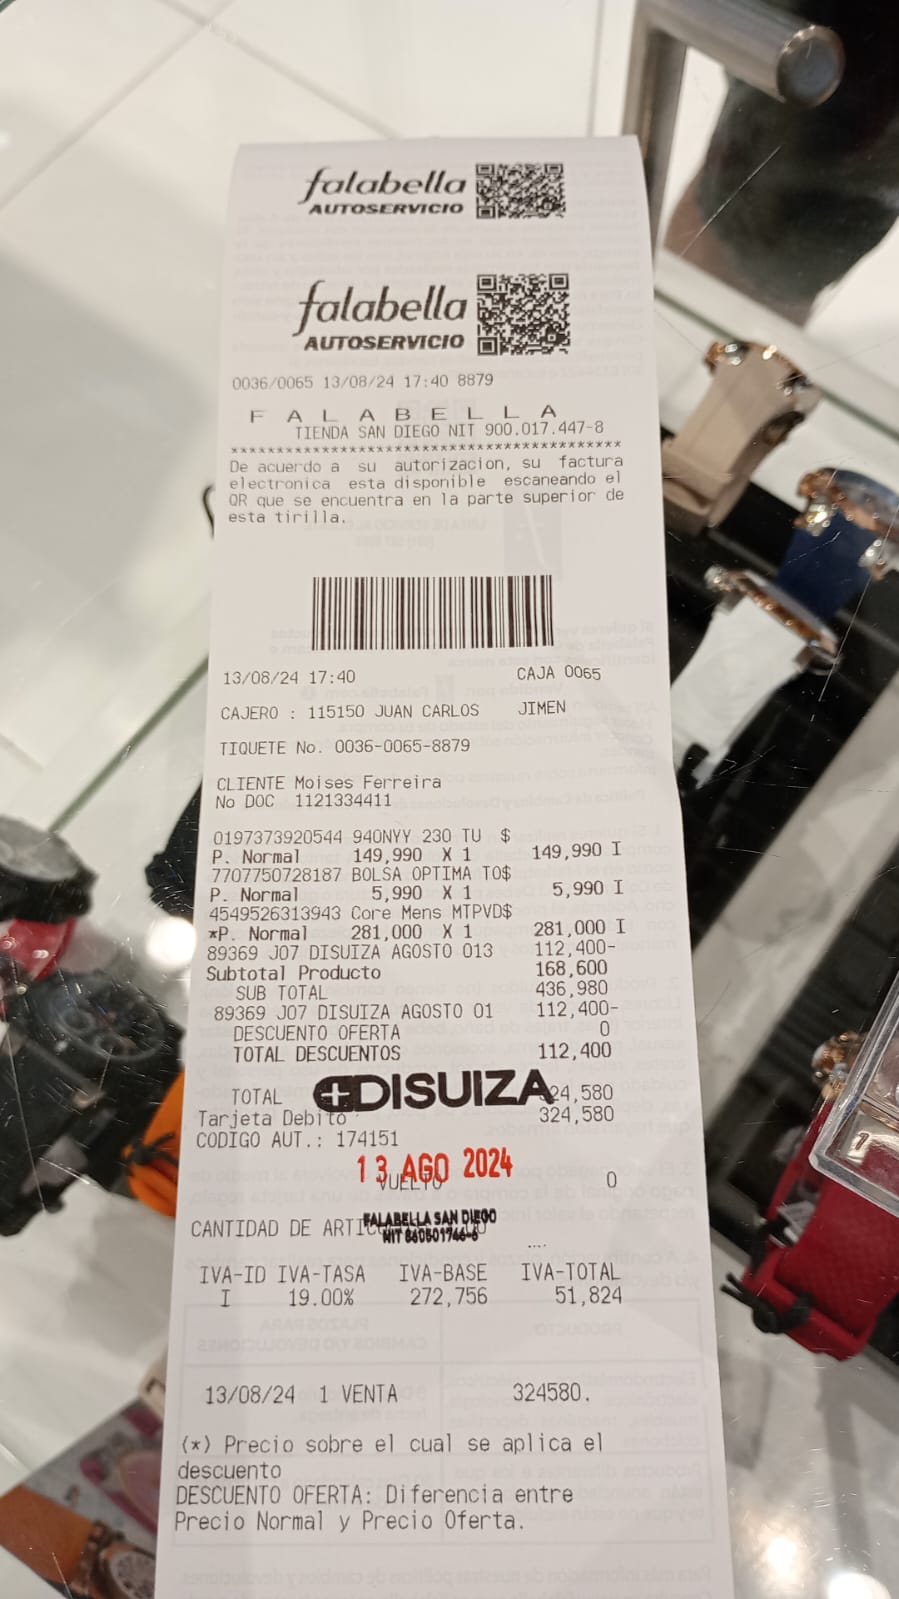 falabella
AUTOSERVICIO
falabella
AUTOSERVICIO
0036/0065 13/08/24 17:40 8879
F A L A B E L L A
TIENDA SAN DIEGO NIT 900.017.447-8
******************************************
De acuerdo a su autorizacion, su factura
electronica esta disponible escaneando el
QR que se encuentra en la parte superior de
esta tirilla.
13/08/24 17:40 CAJA 0065
CAJERO : 115150 JUAN CARLOS JIMEN
TIQUETE No. 0036-0065-8879
CLIENTE Moises Ferreira
No DOC 1121334411
0197373920544 940NYY 230 TU $
P. Normal 149,990 X 1 149,990 I
7707750728187 BOLSA OPTIMA TO$
P. Normal 5,990 X 1 5,990 I
4549526313943 Core Mens MTPVD$
*P. Normal 281,000 X 1 281,000 I
89369 J07 DISUIZA AGOSTO 013 112,400-
Subtotal Producto 168,600
SUB TOTAL 436,980
89369 J07 DISUIZA AGOSTO 01 112,400-
DESCUENTO OFERTA 0
TOTAL DESCUENTOS 112,400
DISUIZA
TOTAL 24,580
Tarjeta Debito 324,580
CODIGO AUT.: 174151
13 AGO 2024
VUELTO 0
FALABELLA SAN DIEGO
CANTIDAD DE ARTIC
NIT 860501746-6
IVA-ID IVA-TASA IVA-BASE IVA-TOTAL
I 19.00% 272,756 51,824
13/08/24 1 VENTA 324580.
(*) Precio sobre el cual se aplica el
descuento
DESCUENTO OFERTA: Diferencia entre
Precio Normal y Precio Oferta.